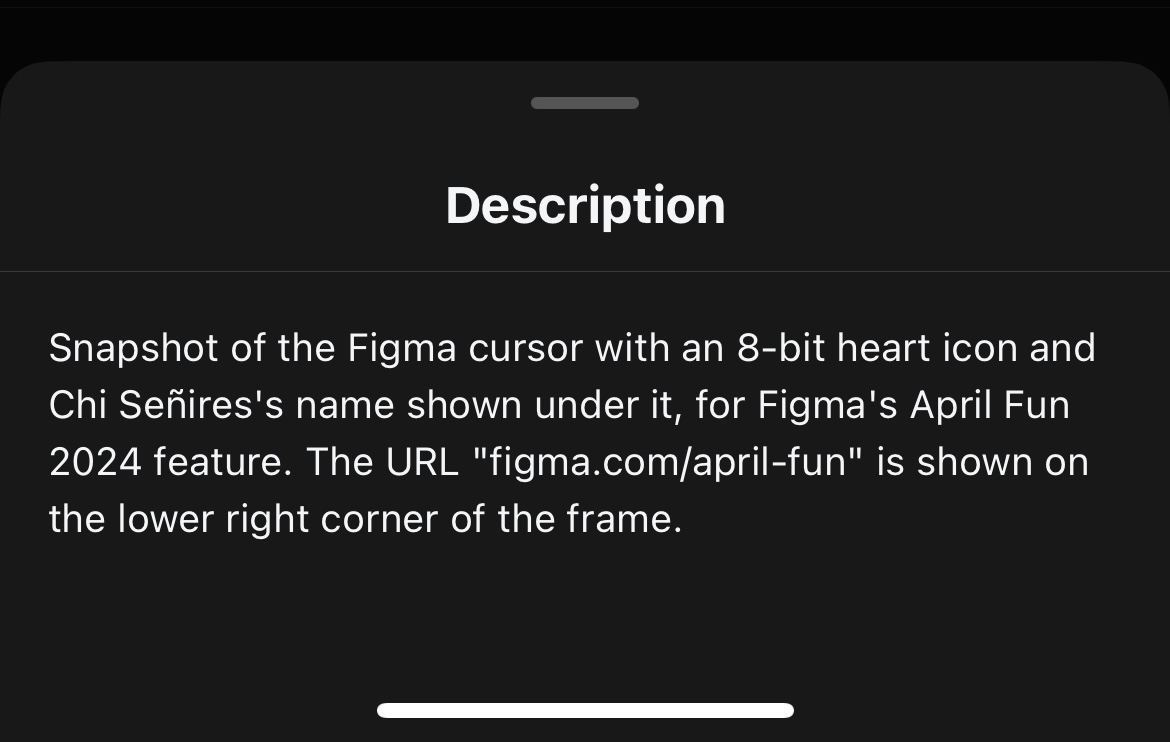 Description
Snapshot of the Figma cursor with an 8-bit heart icon and
Chi Señires's name shown under it, for Figma's April Fun
2024 feature. The URL "figma.com/april-fun" is shown on
the lower right corner of the frame.